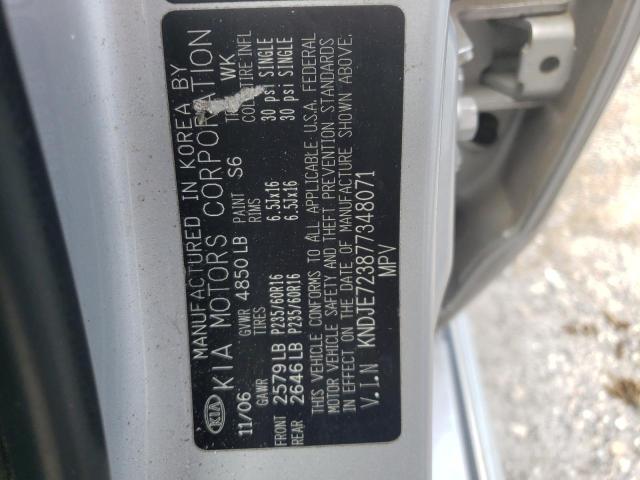 MANUFACTURED IN KOREA BY
KIA KIA MOTORS CORPORATION
11/06 GVWR 4850LB PAINT S6 WK
GAWR TIRES RIMS COLD TIRE INFL
FRONT 2579LB P235/60R16 6.5Jx16 30 psi SINGLE
REAR 2646LB P235/60R16 6.5Jx16 30 psi SINGLE
THIS VEHICLE CONFORMS TO ALL APPLICABLE U.S.A. FEDERAL
MOTOR VEHICLE SAFETY AND THEFT PREVENTION STANDARDS
IN EFFECT ON THE DATE OF MANUFACTURE SHOWN ABOVE.
V.I.N KNDJE723877348071
MPV